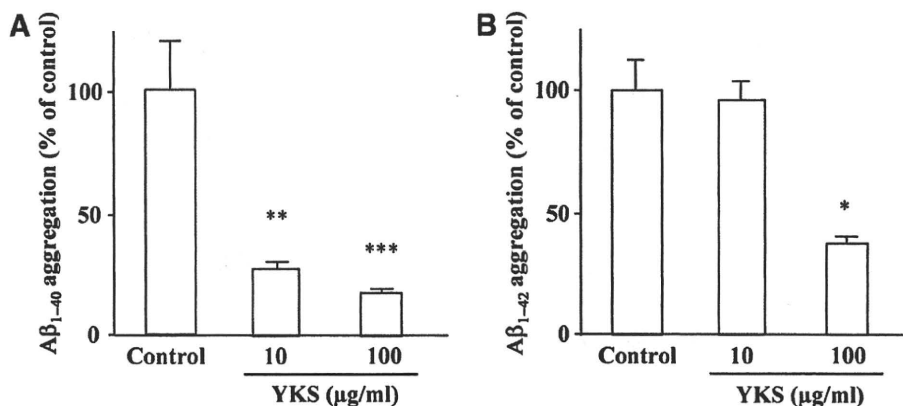 A
Aβ1–40 aggregation (% of control)
100
50
0
**
***
Control 10 100
YKS (μg/ml)
B
Aβ1–42 aggregation (% of control)
100
50
0
*
Control 10 100
YKS (μg/ml)